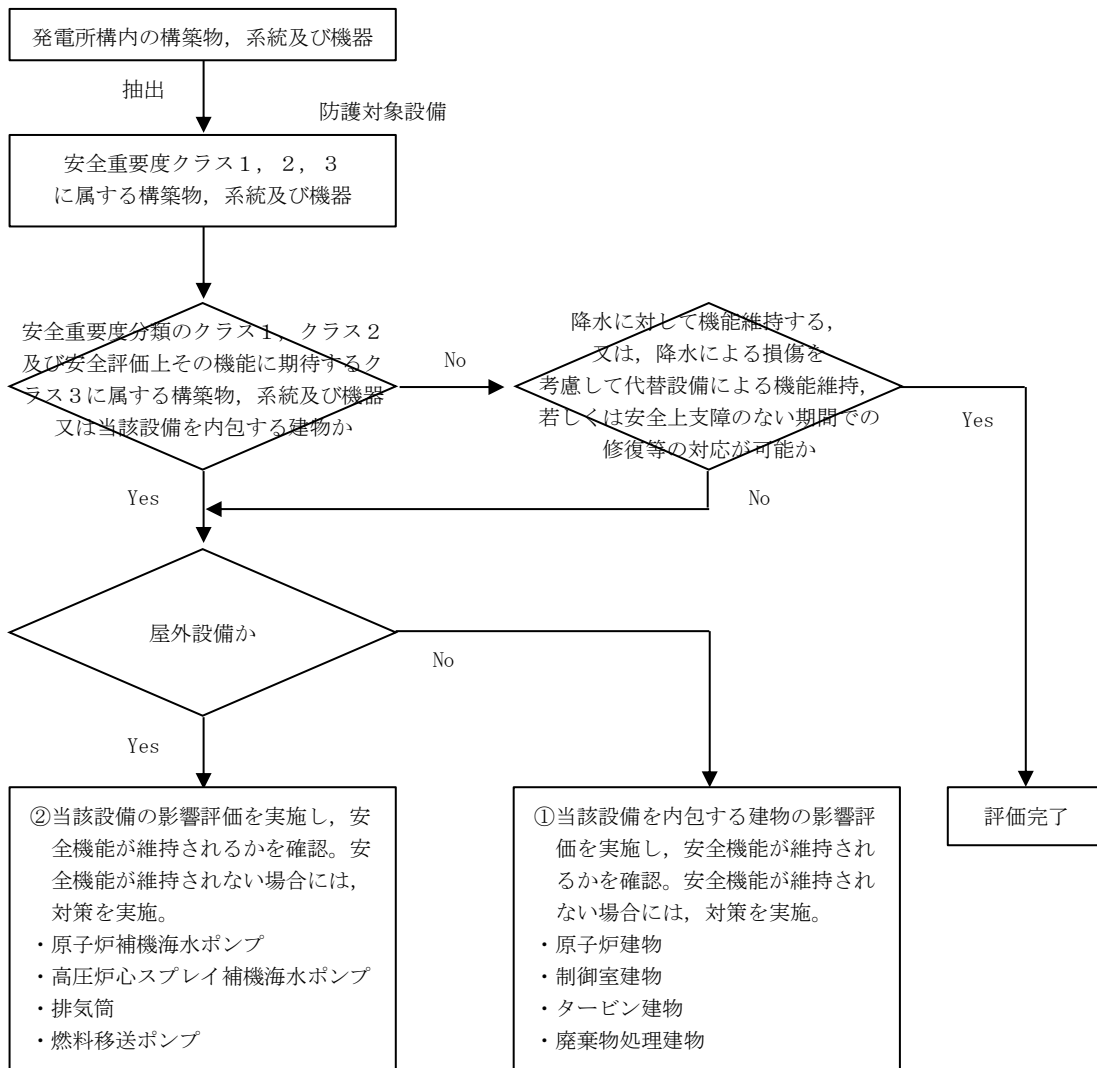 発電所構内の構築物，系統及び機器
抽出
防護対象設備
安全重要度クラス１，２，３
に属する構築物，系統及び機器
安全重要度分類のクラス１，クラス２
及び安全評価上その機能に期待するク
ラス３に属する構築物，系統及び機器
又は当該設備を内包する建物か
No
降水に対して機能維持する，
又は，降水による損傷を
考慮して代替設備による機能維持，
若しくは安全上支障のない期間での
修復等の対応が可能か
Yes
Yes
No
屋外設備か
No
Yes
②当該設備の影響評価を実施し，安
全機能が維持されるかを確認。安
全機能が維持されない場合には，
対策を実施。
・原子炉補機海水ポンプ
・高圧炉心スプレイ補機海水ポンプ
・排気筒
・燃料移送ポンプ
①当該設備を内包する建物の影響評
価を実施し，安全機能が維持され
るかを確認。安全機能が維持され
ない場合には，対策を実施。
・原子炉建物
・制御室建物
・タービン建物
・廃棄物処理建物
評価完了